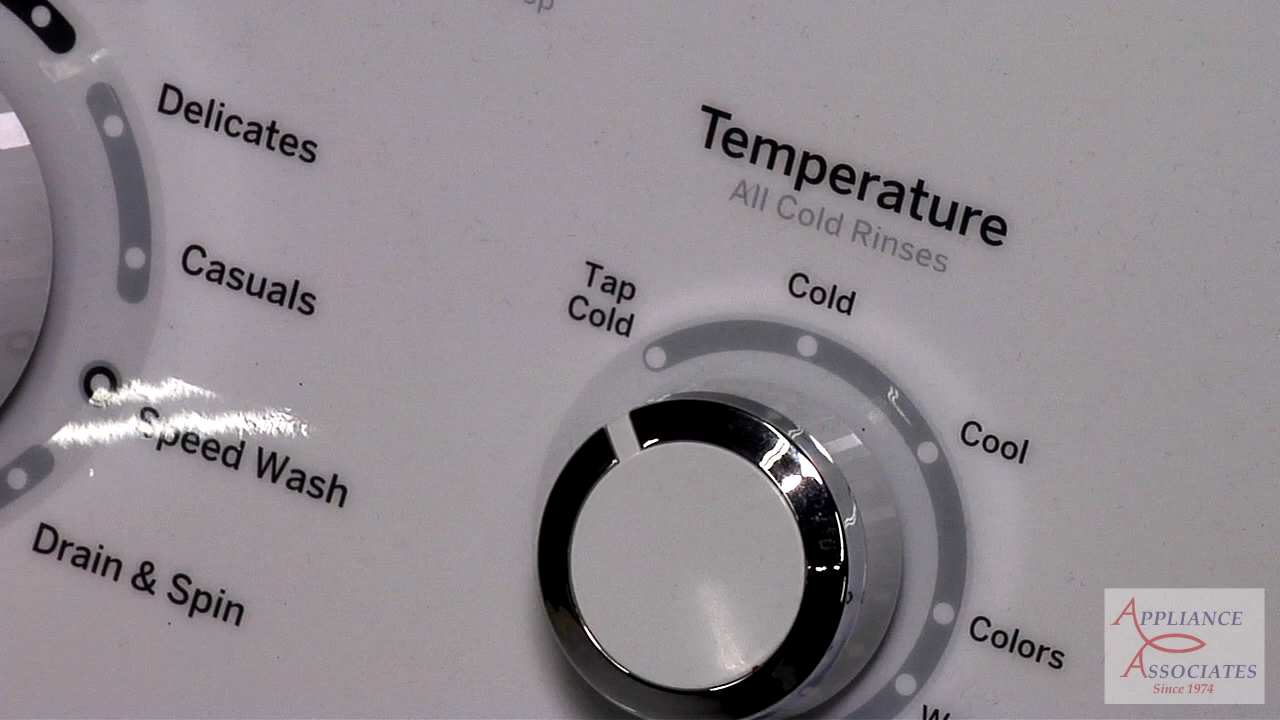 Delicates
Casuals
Speed Wash
Drain & Spin
Temperature
All Cold Rinses
Tap
Cold
Cold
Cool
Colors
APPLIANCE
ASSOCIATES
Since 1974